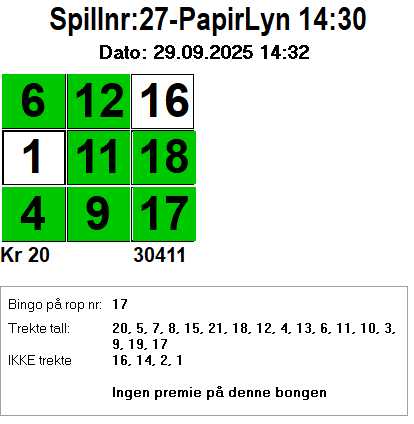 Spillnr:27-PapirLyn 14:30
Dato: 29.09.2025 14:32
6 12 16
1 11 18
4 9 17
Kr 20 30411
Bingo på rop nr: 17
Trekte tall: 20, 5, 7, 8, 15, 21, 18, 12, 4, 13, 6, 11, 10, 3,
9, 19, 17
IKKE trekte 16, 14, 2, 1
Ingen premie på denne bongen